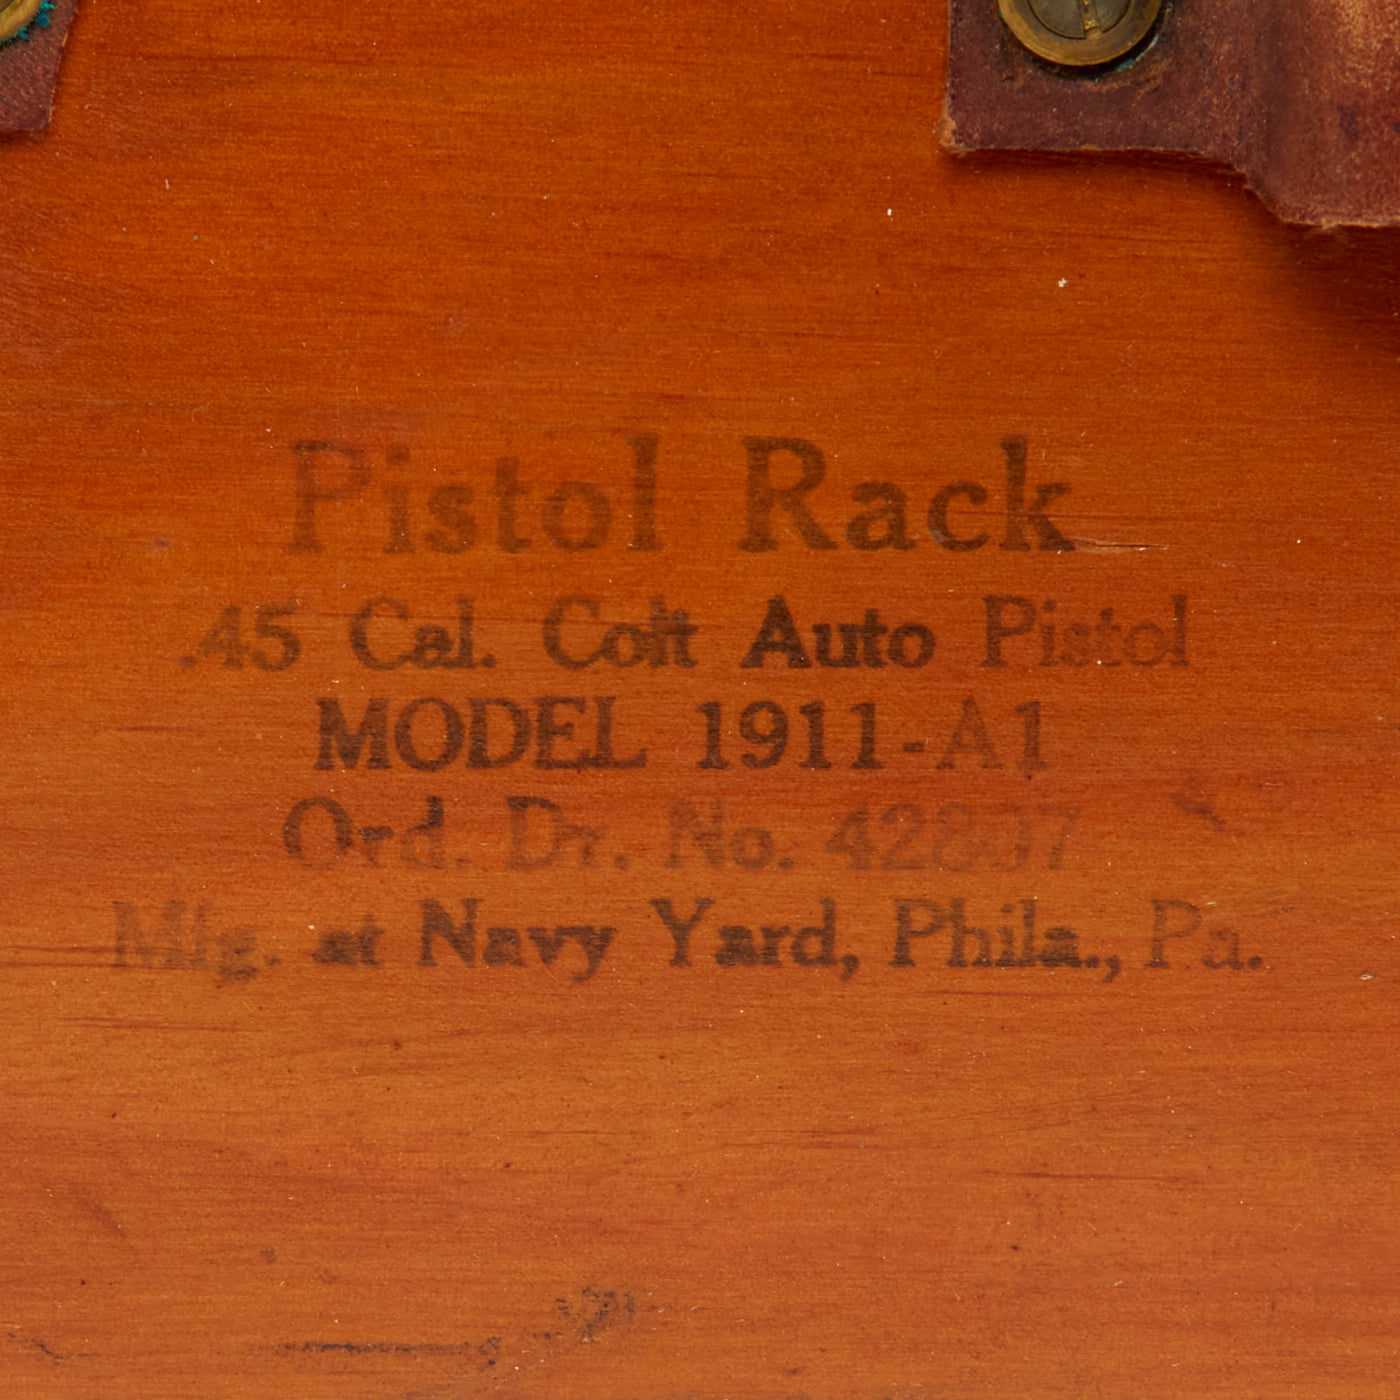 Pistol Rack
.45 Cal. Colt Auto Pistol
MODEL 1911-A1
Ord. Dr. No.
Mfg. at Navy Yard, Phila., Pa.